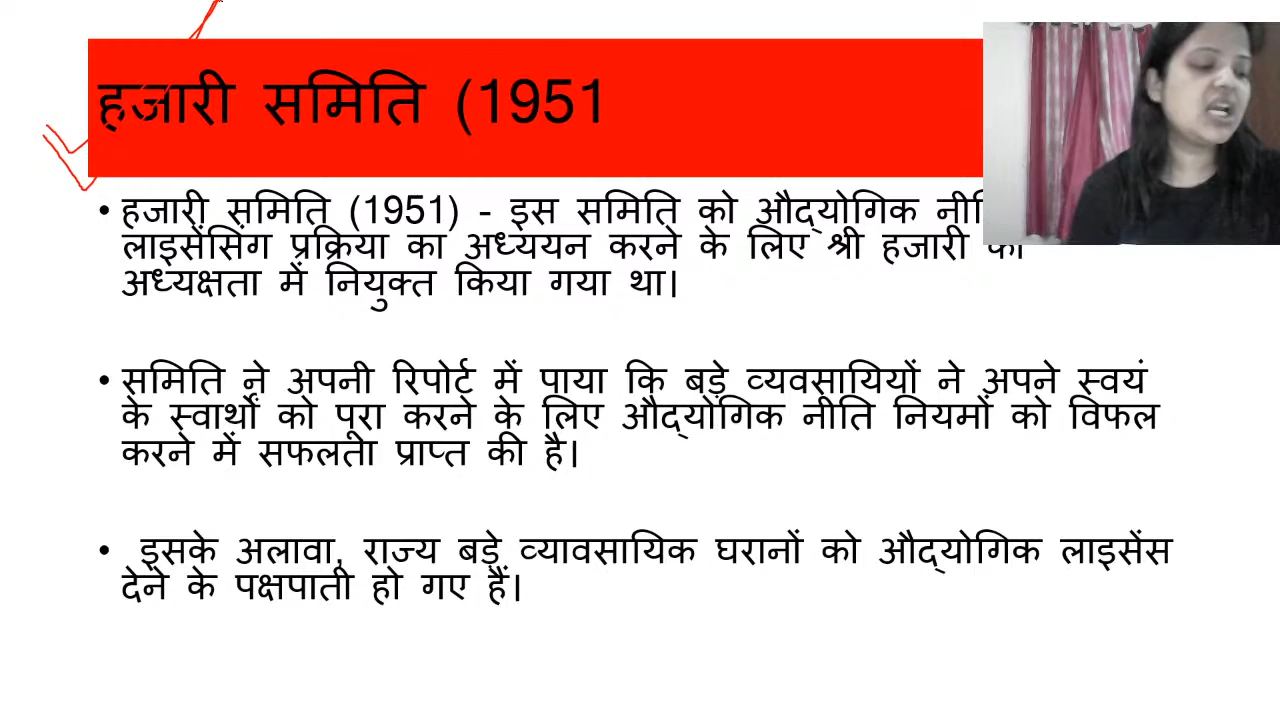 हजारी समिति (1951
• हजारी समिति (1951) - इस समिति को औद्योगिक
लाइसेंसिंग प्रक्रिया का अध्ययन करने के लिए श्री हजारी की
अध्यक्षता में नियुक्त किया गया था।
• समिति ने अपनी रिपोर्ट में पाया कि बड़े व्यवसायियों ने अपने स्वयं
के स्वार्थों को पूरा करने के लिए औद्योगिक नीति नियमों को विफल
करने में सफलता प्राप्त की है।
• इसके अलावा, राज्य बड़े व्यावसायिक घरानों को औद्योगिक लाइसेंस
देने के पक्षपाती हो गए हैं।